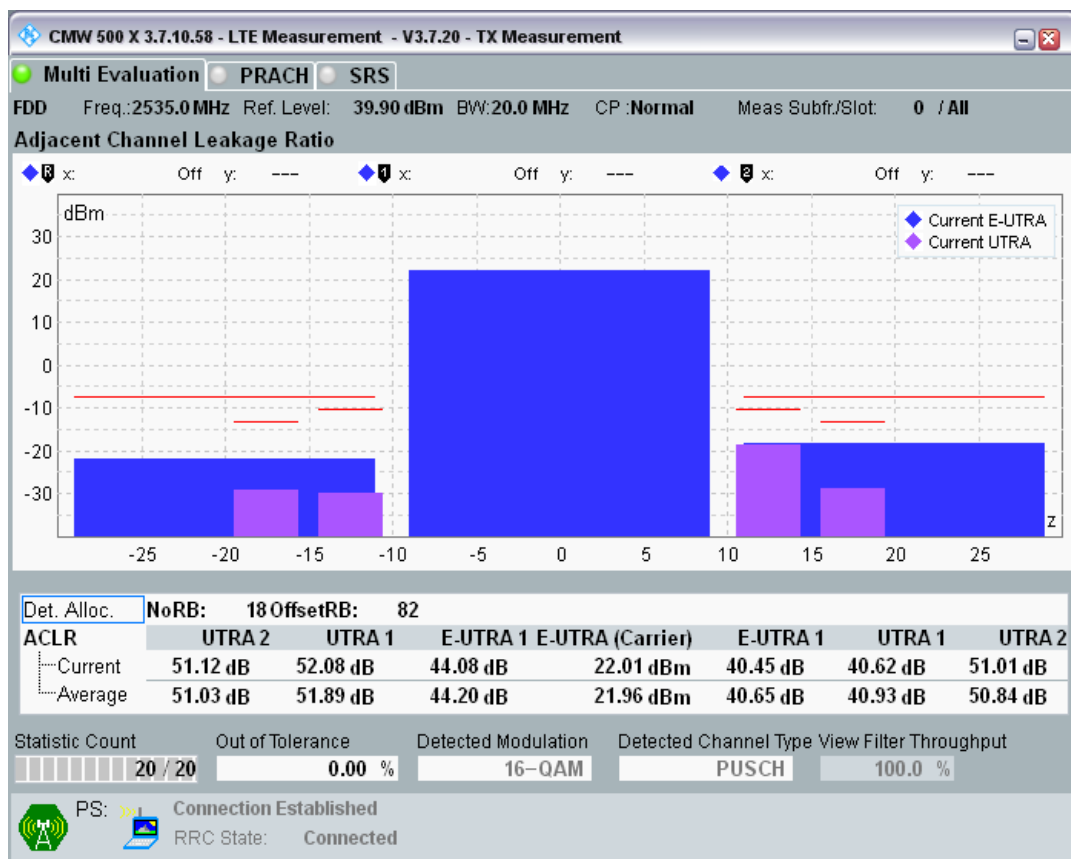 CMW 500 X 3.7.10.58 - LTE Measurement - V3.7.20 - TX Measurement
Multi Evaluation PRACH SRS
FDD Freq.:2535.0 MHz Ref. Level: 39.90 dBm BW:20.0 MHz CP :Normal Meas Subfr./Slot: 0 / All
Adjacent Channel Leakage Ratio
R x: Off y: --- 1 x: Off y: --- 2 x: Off y: ---
dBm
Current E-UTRA
Current UTRA
30
20
10
0
-10
-20
-30
z
-25 -20 -15 -10 -5 0 5 10 15 20 25
Det. Alloc. NoRB: 18 OffsetRB: 82
ACLR UTRA 2 UTRA 1 E-UTRA 1 E-UTRA (Carrier) E-UTRA 1 UTRA 1 UTRA 2
Current 51.12 dB 52.08 dB 44.08 dB 22.01 dBm 40.45 dB 40.62 dB 51.01 dB
Average 51.03 dB 51.89 dB 44.20 dB 21.96 dBm 40.65 dB 40.93 dB 50.84 dB
Statistic Count Out of Tolerance Detected Modulation Detected Channel Type View Filter Throughput
20 / 20 0.00 % 16-QAM PUSCH 100.0 %
PS: Connection Established
RRC State: Connected